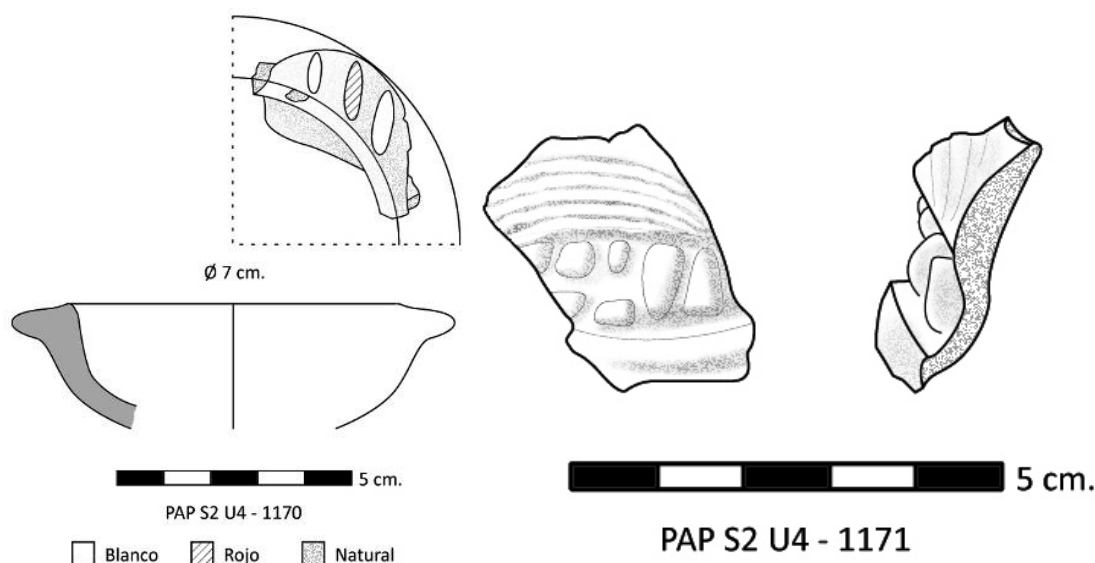 Ø 7 cm.
5 cm.
PAP S2 U4 - 1170
Blanco Rojo Natural
5 cm.
PAP S2 U4 - 1171